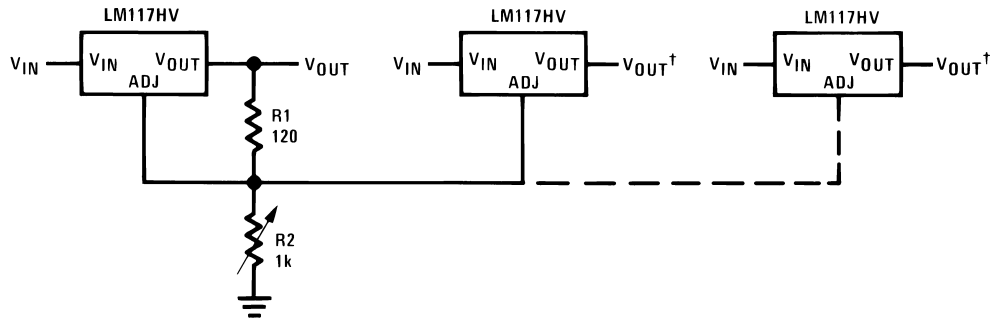 LM117HV
LM117HV
LM117HV
VIN
VIN VOUT
ADJ
VOUT
VIN
VIN VOUT
ADJ
VOUT†
VIN
VIN VOUT
ADJ
VOUT†
R1
120
R2
1k